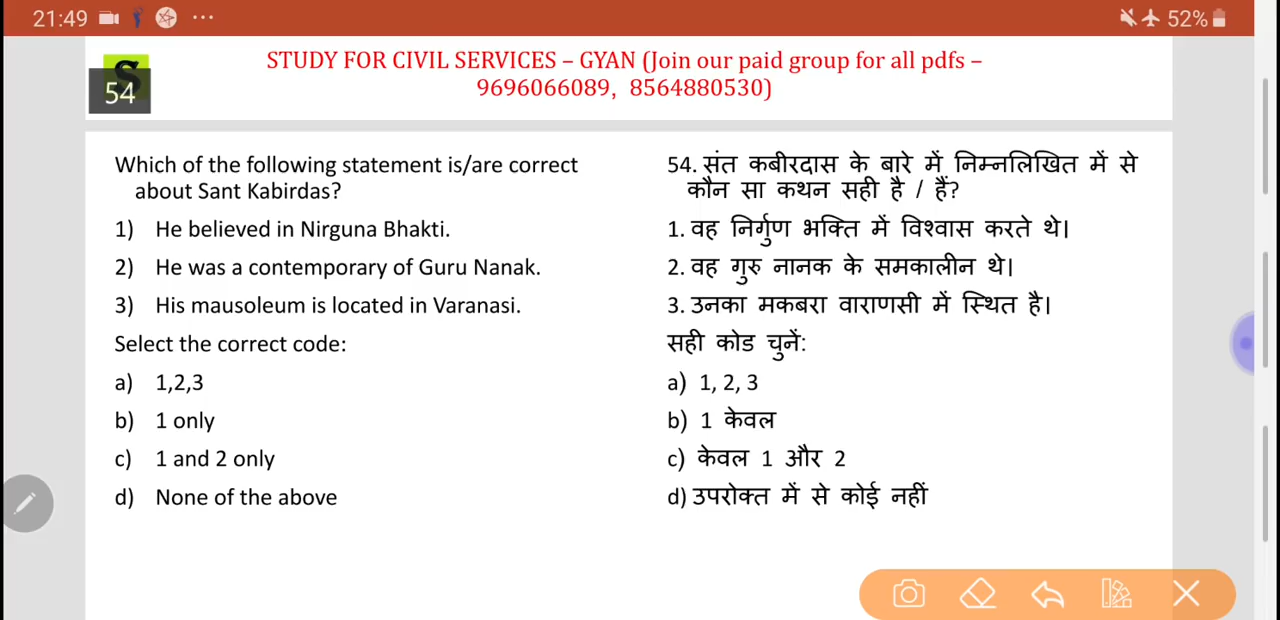 21:49
52%
54
STUDY FOR CIVIL SERVICES – GYAN (Join our paid group for all pdfs –
9696066089, 8564880530)
Which of the following statement is/are correct
about Sant Kabirdas?
1) He believed in Nirguna Bhakti.
2) He was a contemporary of Guru Nanak.
3) His mausoleum is located in Varanasi.
Select the correct code:
a) 1,2,3
b) 1 only
c) 1 and 2 only
d) None of the above
54. संत कबीरदास के बारे में निम्नलिखित में से
कौन सा कथन सही है / हैं?
1. वह निर्गुण भक्ति में विश्वास करते थे।
2. वह गुरु नानक के समकालीन थे।
3. उनका मकबरा वाराणसी में स्थित है।
सही कोड चुनें:
a) 1, 2, 3
b) 1 केवल
c) केवल 1 और 2
d) उपरोक्त में से कोई नहीं